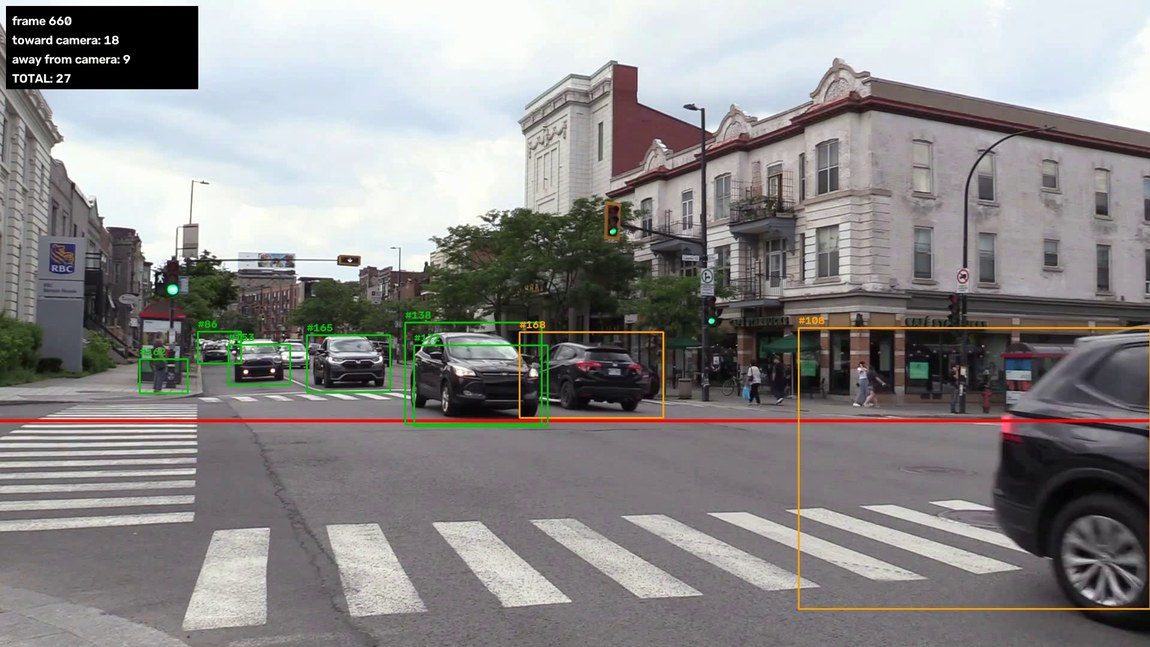 frame 660
toward camera: 18
away from camera: 9
TOTAL: 27
RBC
#138
#86
#165
#168
#108